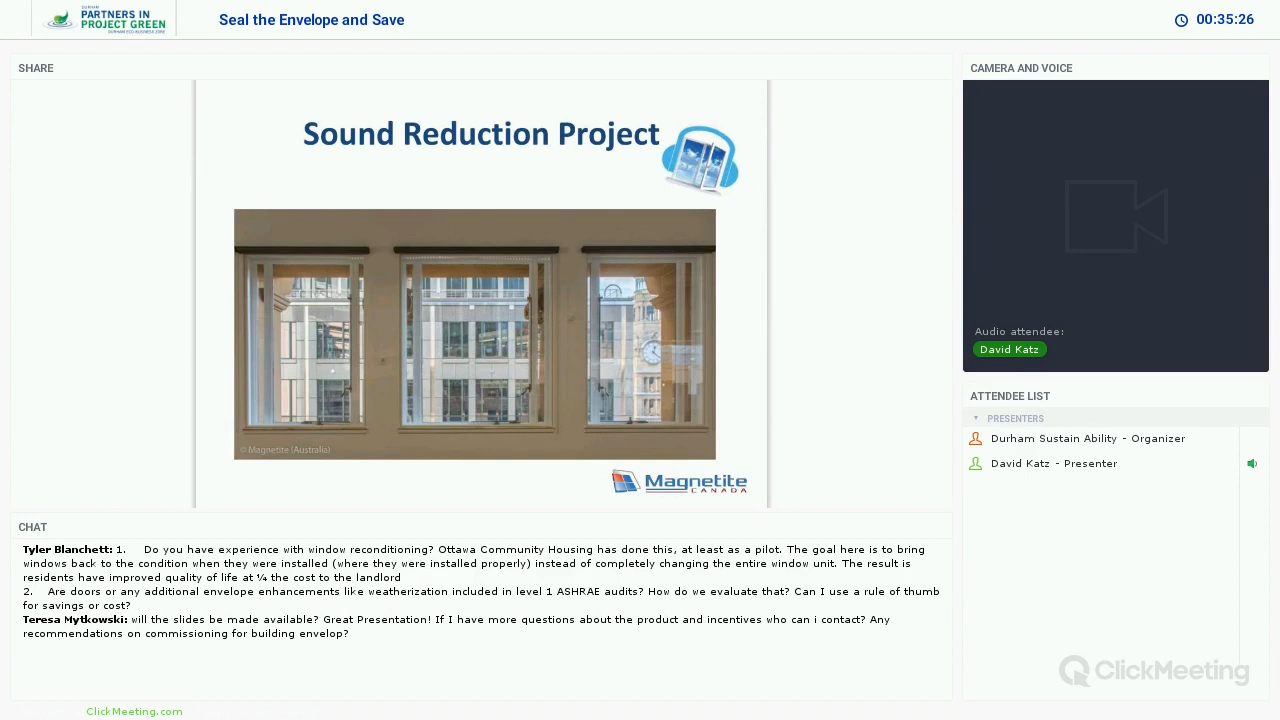 DURHAM
PARTNERS IN
PROJECT GREEN
DURHAM ECO-BUSINESS ZONE
Seal the Envelope and Save
00:35:26
SHARE
Sound Reduction Project
© Magnetite (Australia)
Magnetite
CANADA
CAMERA AND VOICE
Audio attendee:
David Katz
ATTENDEE LIST
PRESENTERS
Durham Sustain Ability - Organizer
David Katz - Presenter
CHAT
Tyler Blanchett: 1. Do you have experience with window reconditioning? Ottawa Community Housing has done this, at least as a pilot. The goal here is to bring
windows back to the condition when they were installed (where they were installed properly) instead of completely changing the entire window unit. The result is
residents have improved quality of life at ¼ the cost to the landlord
2. Are doors or any additional envelope enhancements like weatherization included in level 1 ASHRAE audits? How do we evaluate that? Can I use a rule of thumb
for savings or cost?
Teresa Mytkowski: will the slides be made available? Great Presentation! If I have more questions about the product and incentives who can i contact? Any
recommendations on commissioning for building envelop?
ClickMeeting
ClickMeeting.com